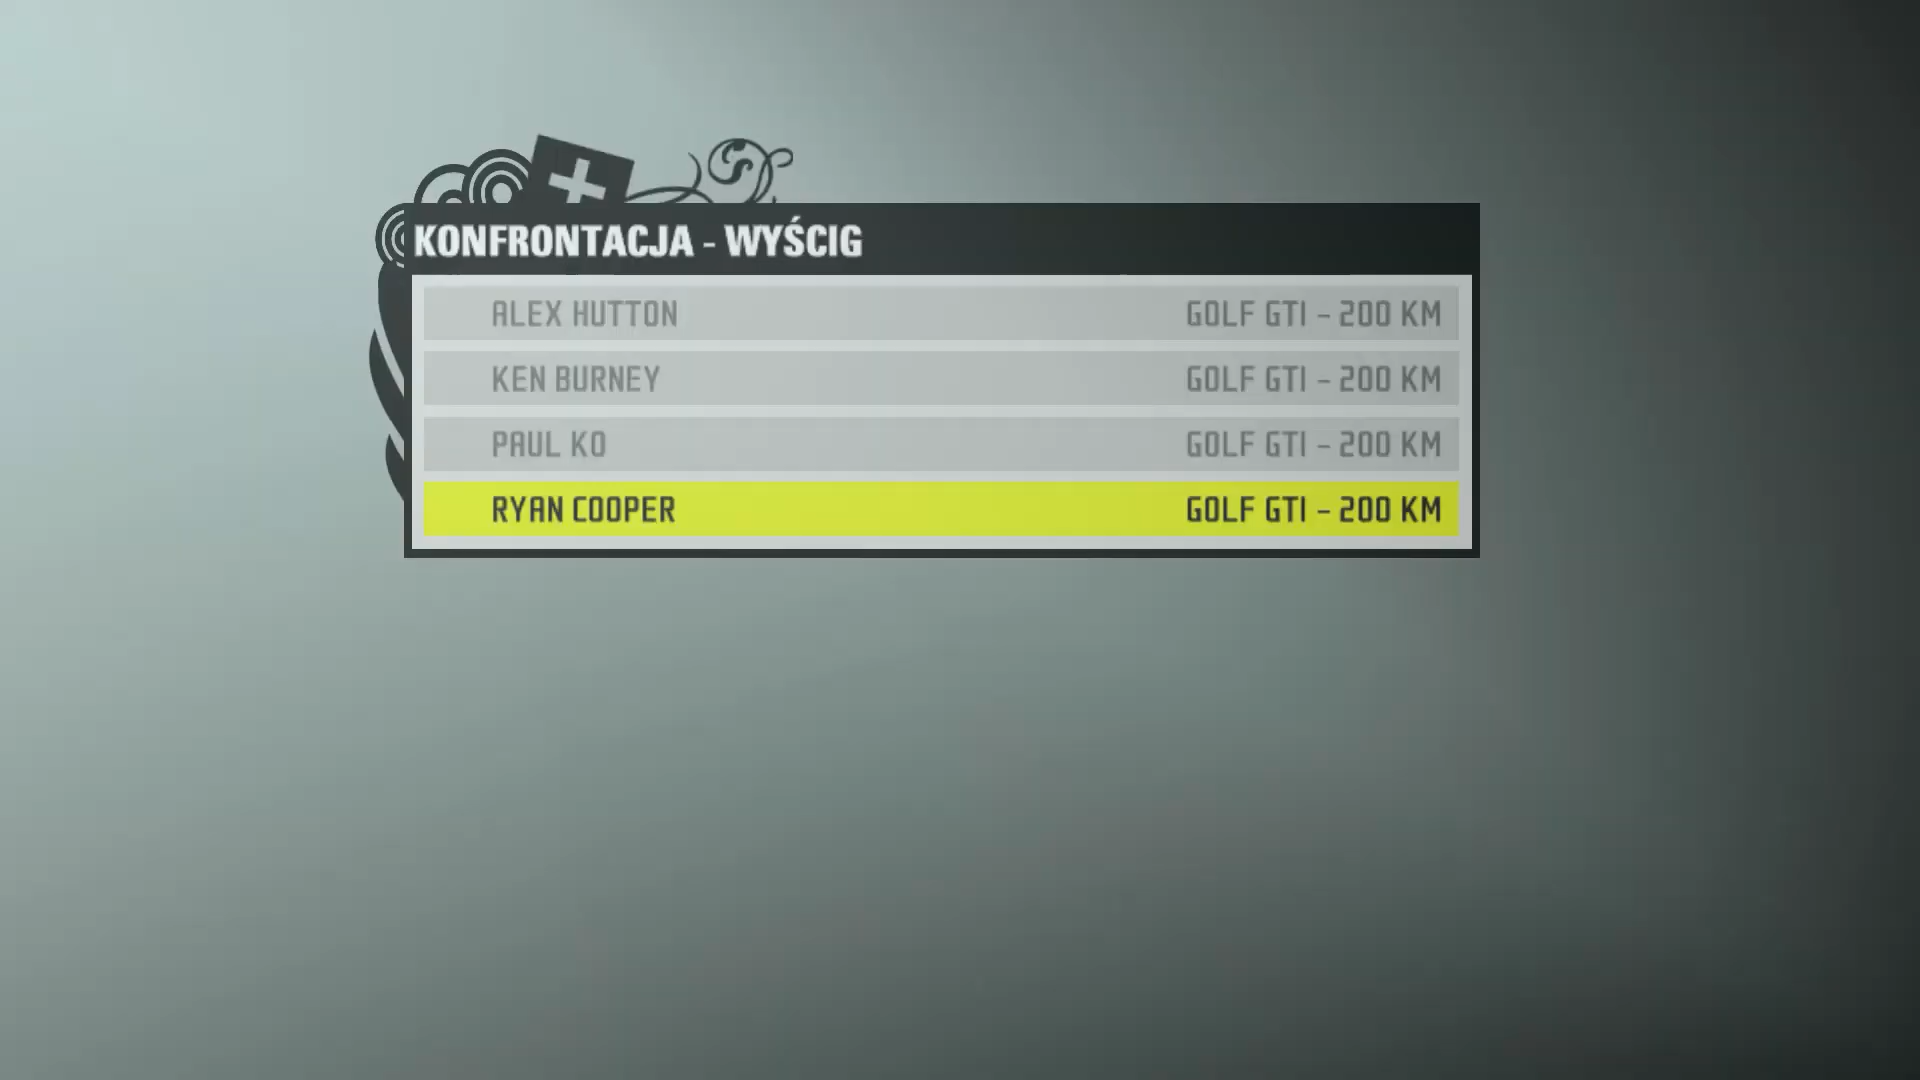 KONFRONTACJA - WYŚCIG
ALEX HUTTON GOLF GTI - 200 KM
KEN BURNEY GOLF GTI - 200 KM
PAUL KO GOLF GTI - 200 KM
RYAN COOPER GOLF GTI - 200 KM